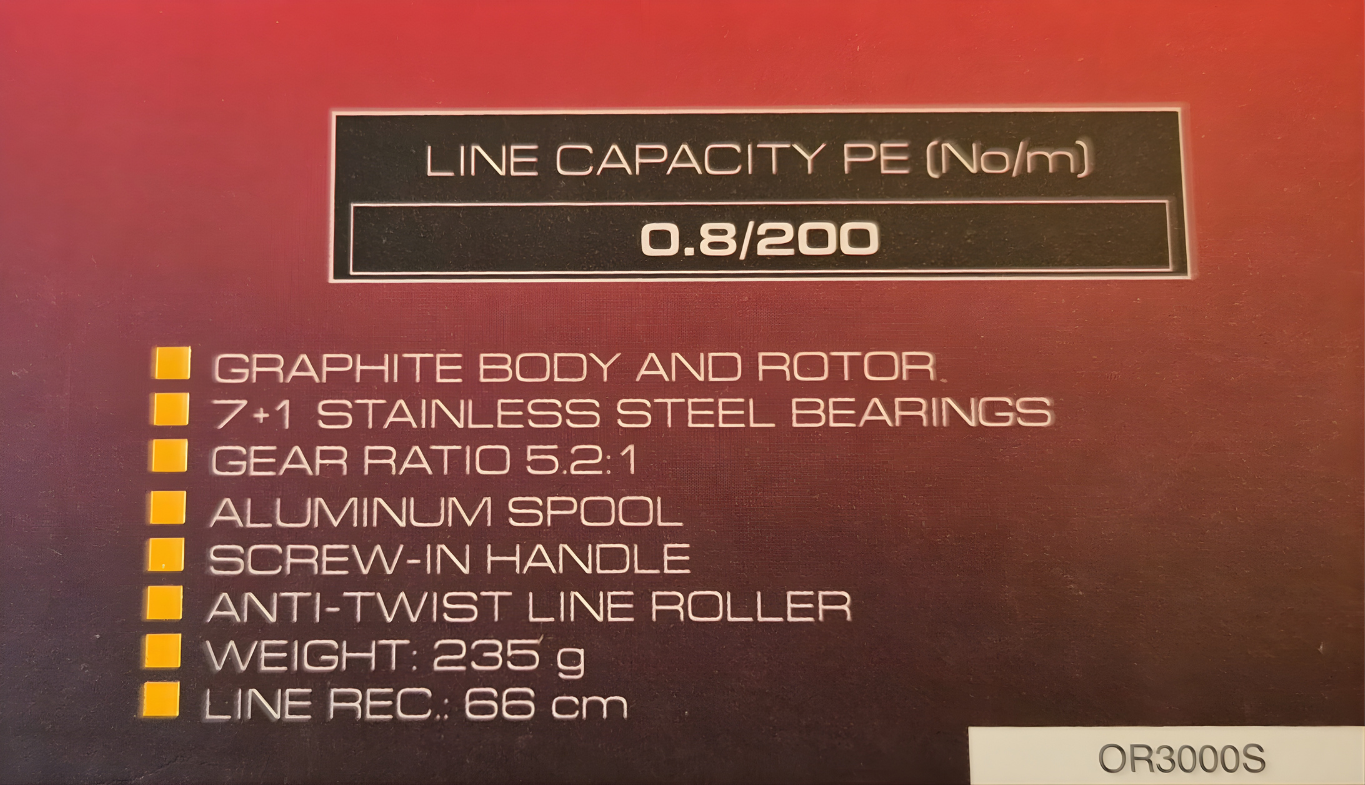 LINE CAPACITY PE (No/m)
0.8/200
GRAPHITE BODY AND ROTOR
7+1 STAINLESS STEEL BEARINGS
GEAR RATIO 5.2:1
ALUMINUM SPOOL
SCREW-IN HANDLE
ANTI-TWIST LINE ROLLER
WEIGHT: 235 g
LINE REC.: 66 cm
OR3000S